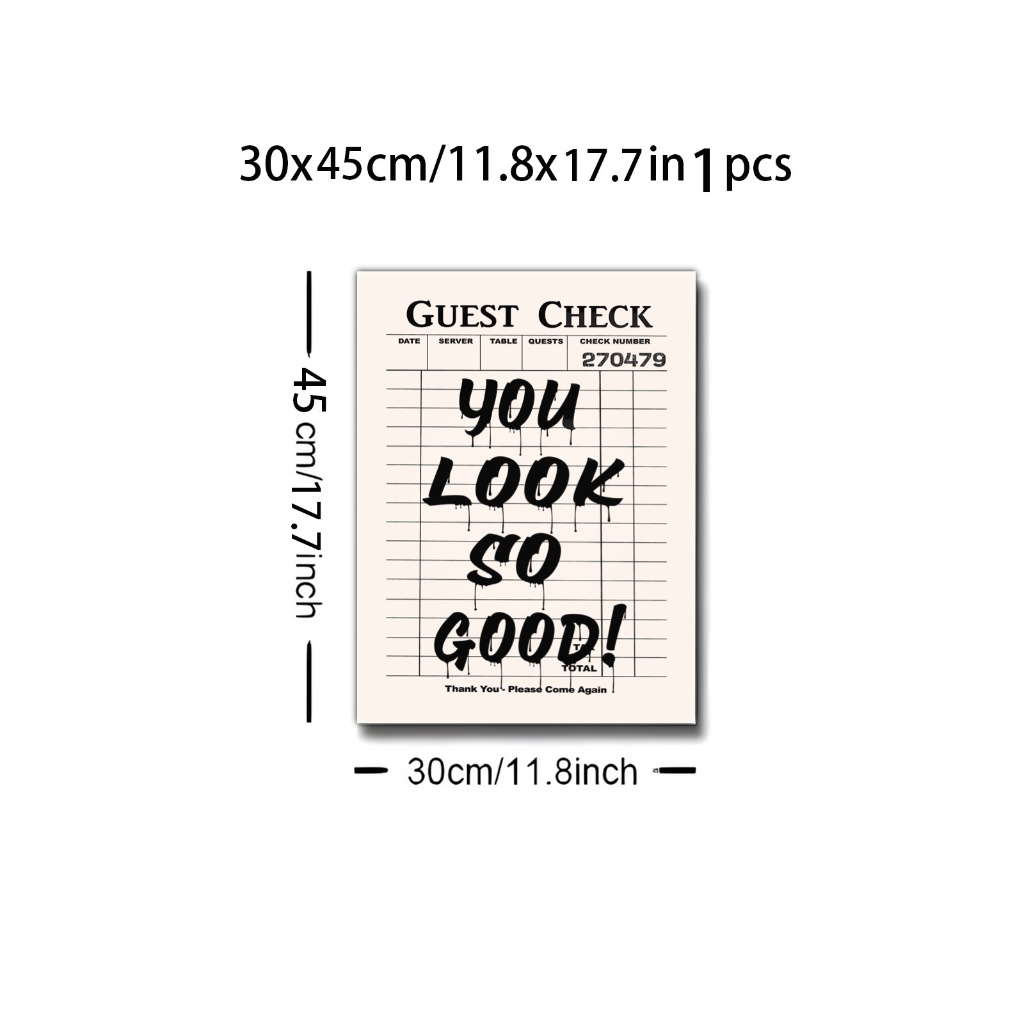 30x45cm/11.8x17.7in 1 pcs
GUEST CHECK
DATE SERVER TABLE QUESTS CHECK NUMBER
270479
YOU
LOOK
SO
GOOD!
TOTAL
Thank You - Please Come Again
45 cm/17.7inch
30cm/11.8inch